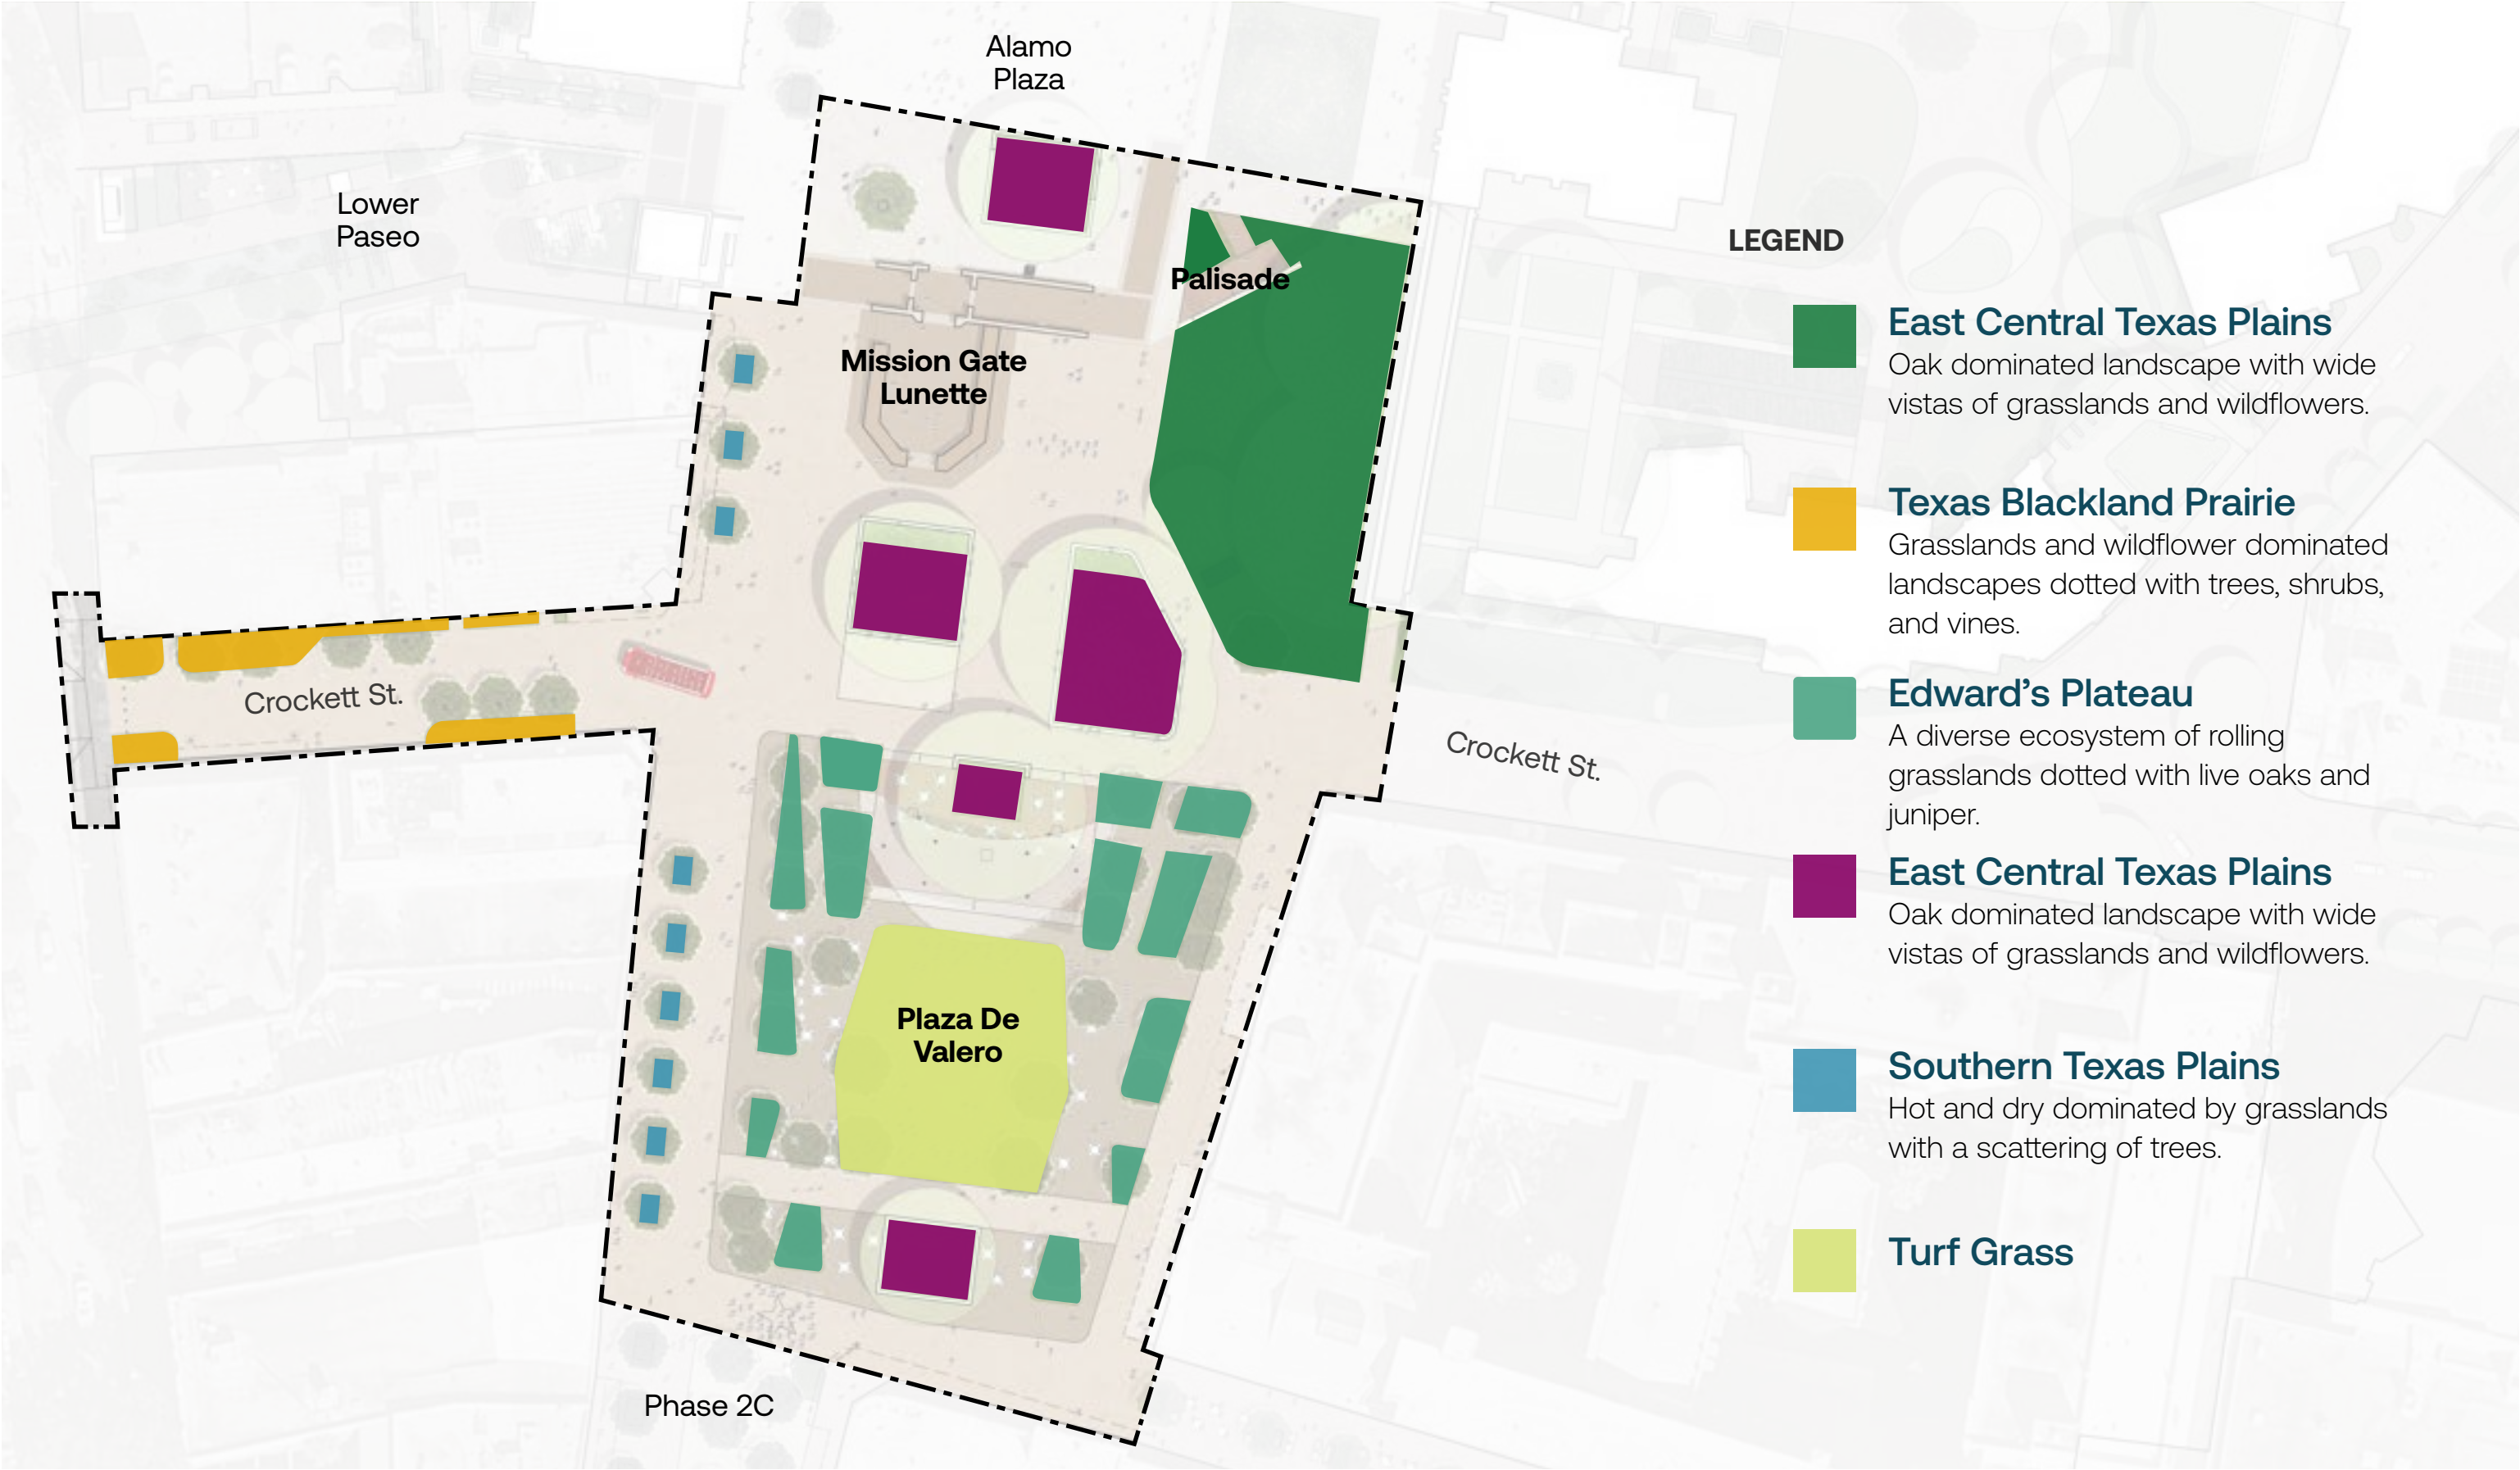 Alamo
Plaza
Lower
Paseo
Palisade
Mission Gate
Lunette
Crockett St.
Crockett St.
Plaza De
Valero
Phase 2C
LEGEND
East Central Texas Plains
Oak dominated landscape with wide
vistas of grasslands and wildflowers.
Texas Blackland Prairie
Grasslands and wildflower dominated
landscapes dotted with trees, shrubs,
and vines.
Edward’s Plateau
A diverse ecosystem of rolling
grasslands dotted with live oaks and
juniper.
East Central Texas Plains
Oak dominated landscape with wide
vistas of grasslands and wildflowers.
Southern Texas Plains
Hot and dry dominated by grasslands
with a scattering of trees.
Turf Grass